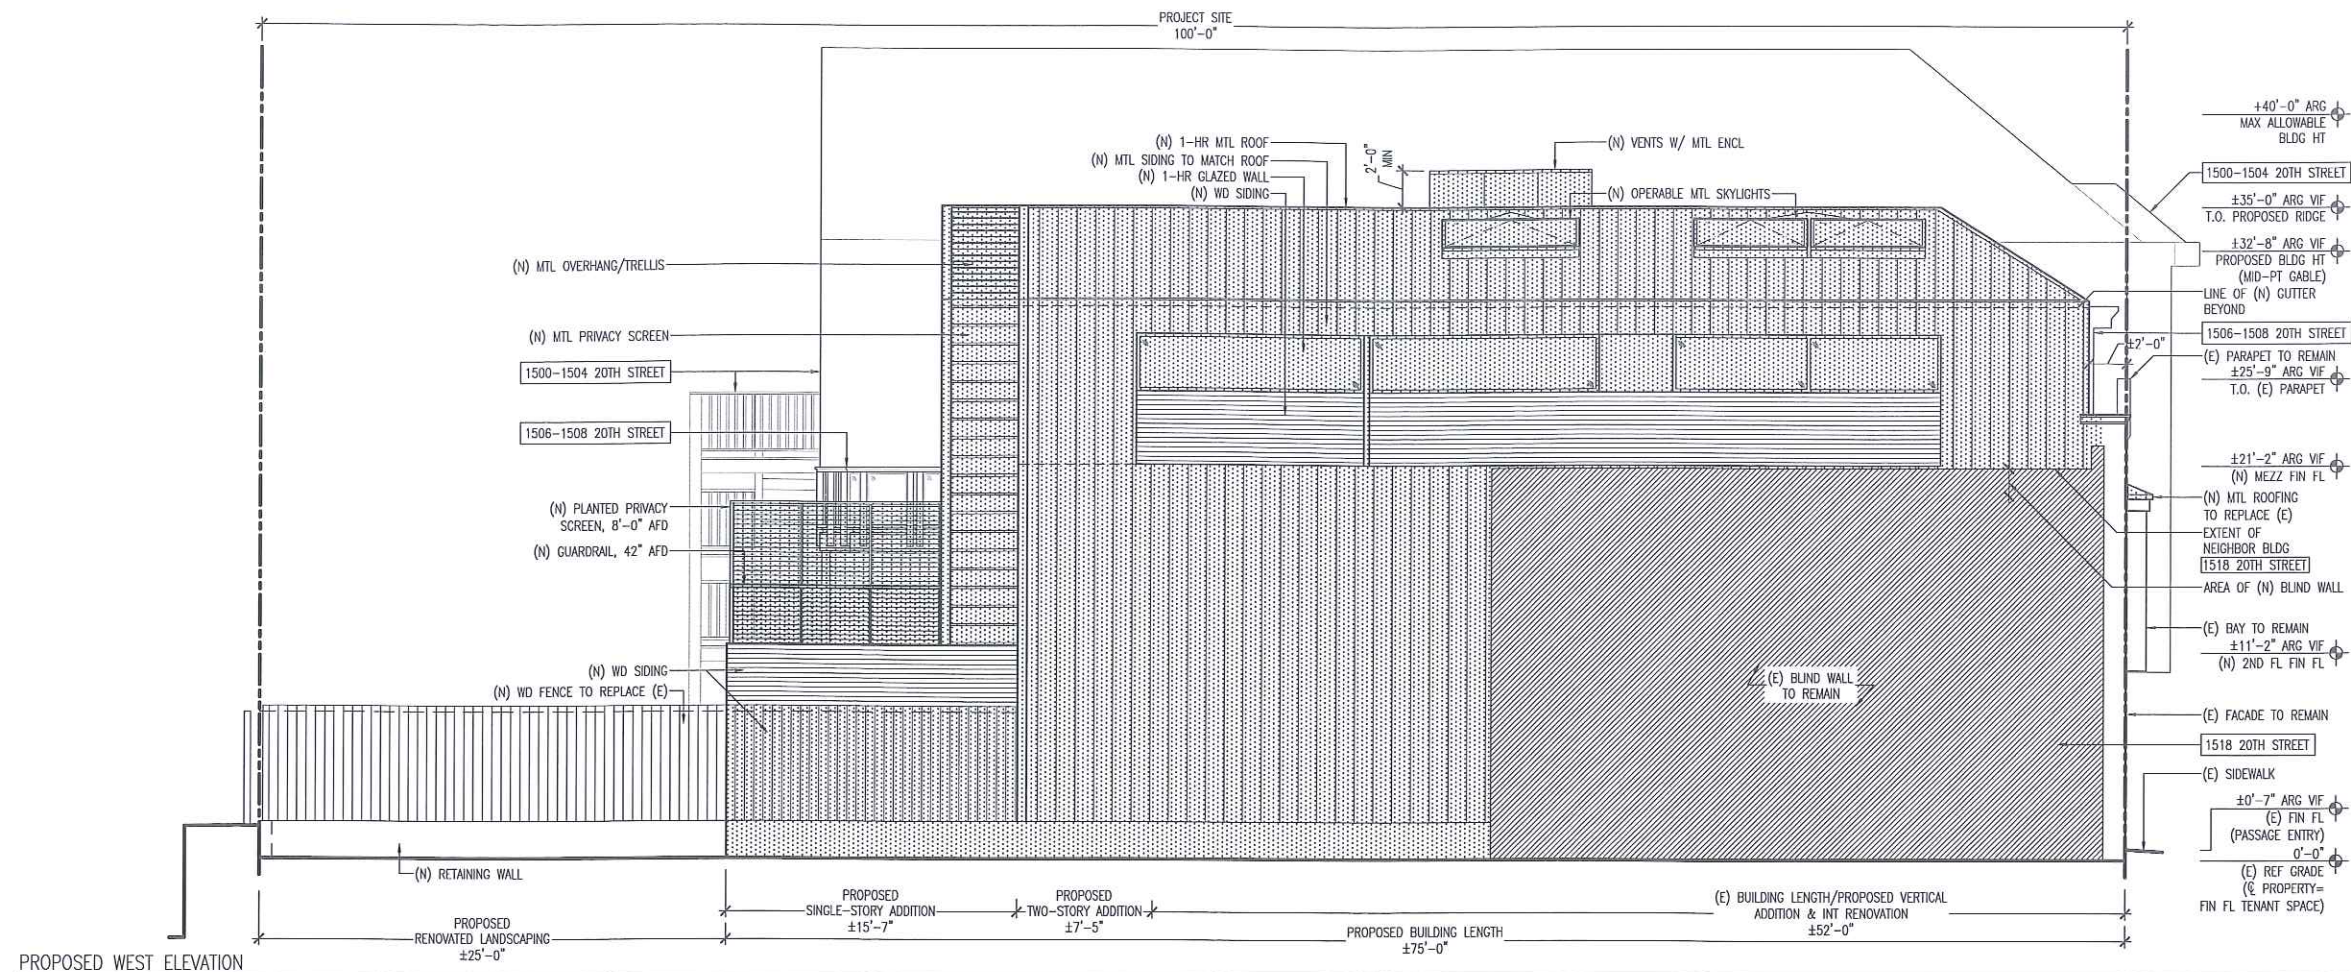 PROJECT SITE
100'-0"
(N) 1-HR MTL ROOF
(N) MTL SIDING TO MATCH ROOF
(N) 1-HR GLAZED WALL
(N) WD SIDING
2'-0"
MIN
(N) VENTS W/ MTL ENCL
(N) OPERABLE MTL SKYLIGHTS
(N) MTL OVERHANG/TRELLIS
(N) MTL PRIVACY SCREEN
1500-1504 20TH STREET
1506-1508 20TH STREET
(N) PLANTED PRIVACY
SCREEN, 8'-0" AFD
(N) GUARDRAIL, 42" AFD
(N) WD SIDING
(N) WD FENCE TO REPLACE (E)
(N) RETAINING WALL
(E) BLIND WALL
TO REMAIN
+40'-0" ARG
MAX ALLOWABLE
BLDG HT
1500-1504 20TH STREET
±35'-0" ARG VIF
T.O. PROPOSED RIDGE
±32'-8" ARG VIF
PROPOSED BLDG HT
(MID-PT GABLE)
LINE OF (N) GUTTER
BEYOND
1506-1508 20TH STREET
±2'-0"
(E) PARAPET TO REMAIN
±25'-9" ARG VIF
T.O. (E) PARAPET
±21'-2" ARG VIF
(N) MEZZ FIN FL
(N) MTL ROOFING
TO REPLACE (E)
EXTENT OF
NEIGHBOR BLDG
1518 20TH STREET
AREA OF (N) BLIND WALL
(E) BAY TO REMAIN
±11'-2" ARG VIF
(N) 2ND FL FIN FL
(E) FACADE TO REMAIN
1518 20TH STREET
(E) SIDEWALK
±0'-7" ARG VIF
(E) FIN FL
(PASSAGE ENTRY)
0'-0"
(E) REF GRADE
(℄ PROPERTY=
FIN FL TENANT SPACE)
PROPOSED
SINGLE-STORY ADDITION
±15'-7"
PROPOSED
TWO-STORY ADDITION
±7'-5"
(E) BUILDING LENGTH/PROPOSED VERTICAL
ADDITION & INT RENOVATION
±52'-0"
PROPOSED
RENOVATED LANDSCAPING
±25'-0"
PROPOSED BUILDING LENGTH
±75'-0"
PROPOSED WEST ELEVATION